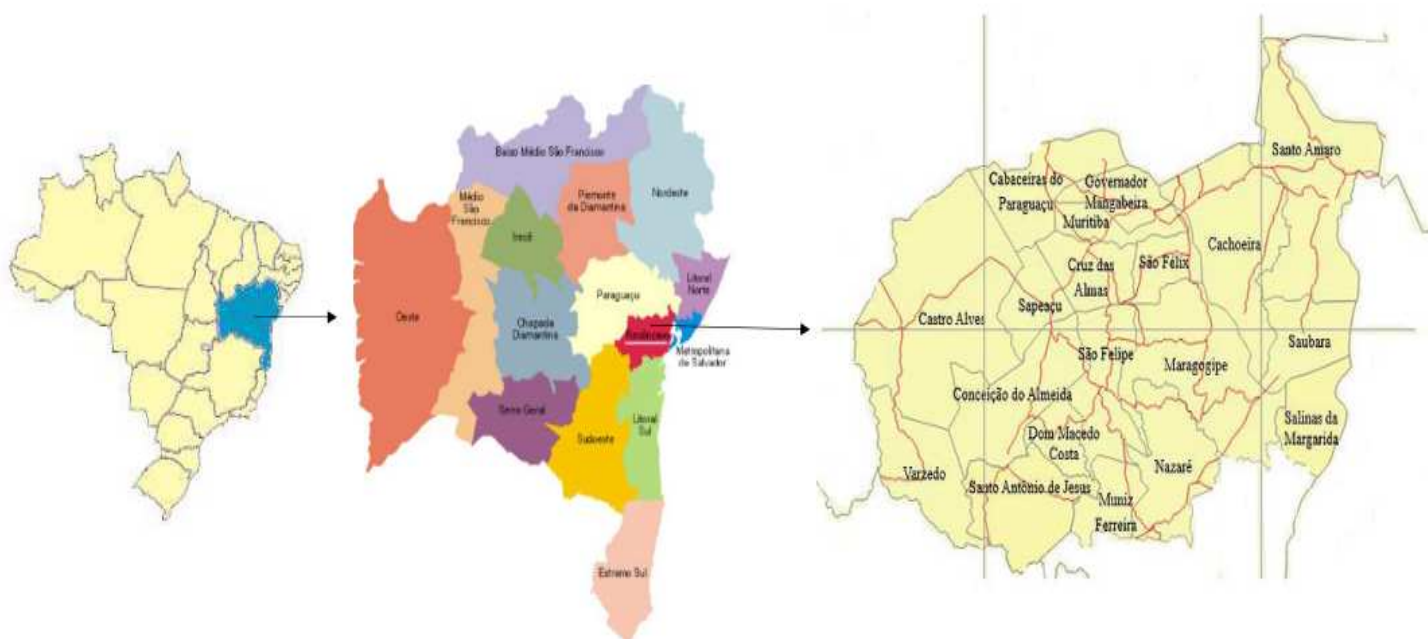 Baixo Médio São Francisco
Nordeste
Médio
São
Francisco
Piemonte
da Diamantina
Irecê
Litoral
Norte
Paraguaçu
Oeste
Chapada
Diamantina
Recôncavo
Metropolitana
de Salvador
Serra Geral
Sudoeste
Litoral
Sul
Extremo Sul
Santo Amaro
Cabaceiras do
Paraguaçu
Governador
Mangabeira
Muritiba
Cachoeira
Cruz das
Almas
São Félix
Sapeaçu
Castro Alves
Saubara
São Felipe
Maragogipe
Conceição do Almeida
Salinas da
Margarida
Dom Macedo
Costa
Nazaré
Varzedo
Santo Antônio de Jesus
Muniz
Ferreira